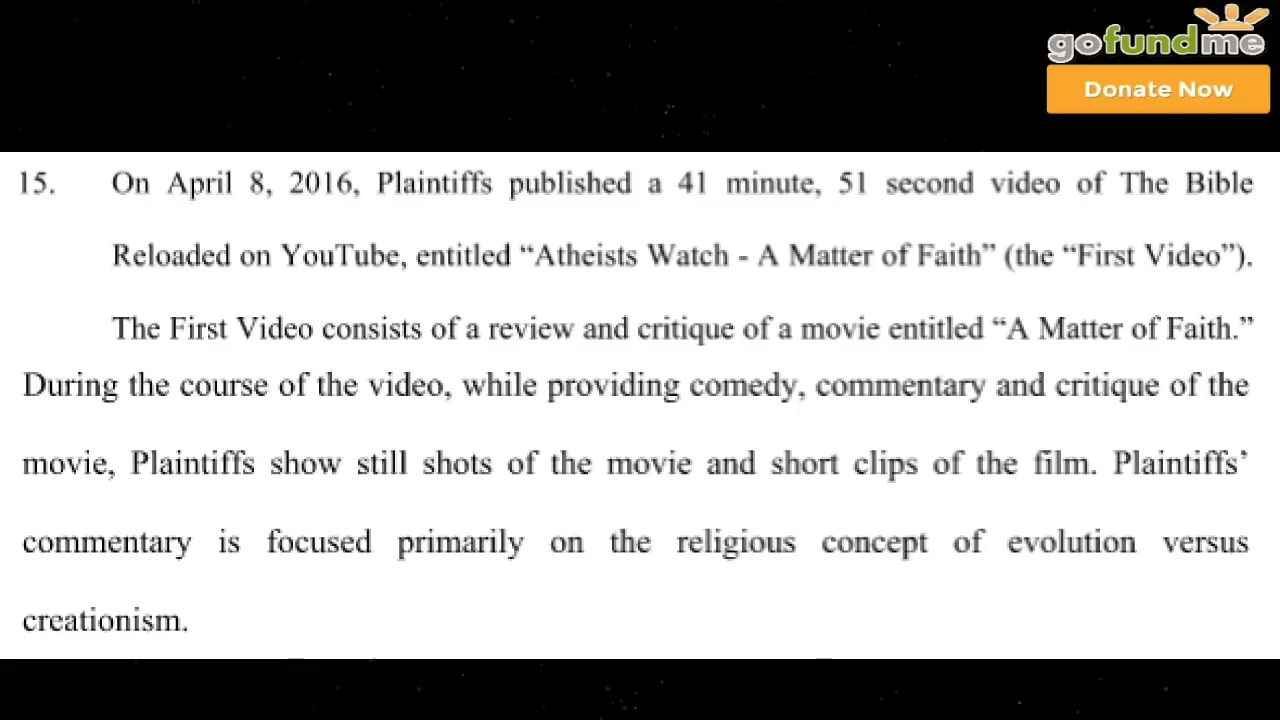 gofundme
Donate Now
15. On April 8, 2016, Plaintiffs published a 41 minute, 51 second video of The Bible
Reloaded on YouTube, entitled “Atheists Watch - A Matter of Faith” (the “First Video”).
The First Video consists of a review and critique of a movie entitled “A Matter of Faith.”
During the course of the video, while providing comedy, commentary and critique of the
movie, Plaintiffs show still shots of the movie and short clips of the film. Plaintiffs’
commentary is focused primarily on the religious concept of evolution versus
creationism.